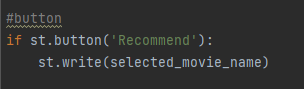 #button
if st.button('Recommend'):
    st.write(selected_movie_name)